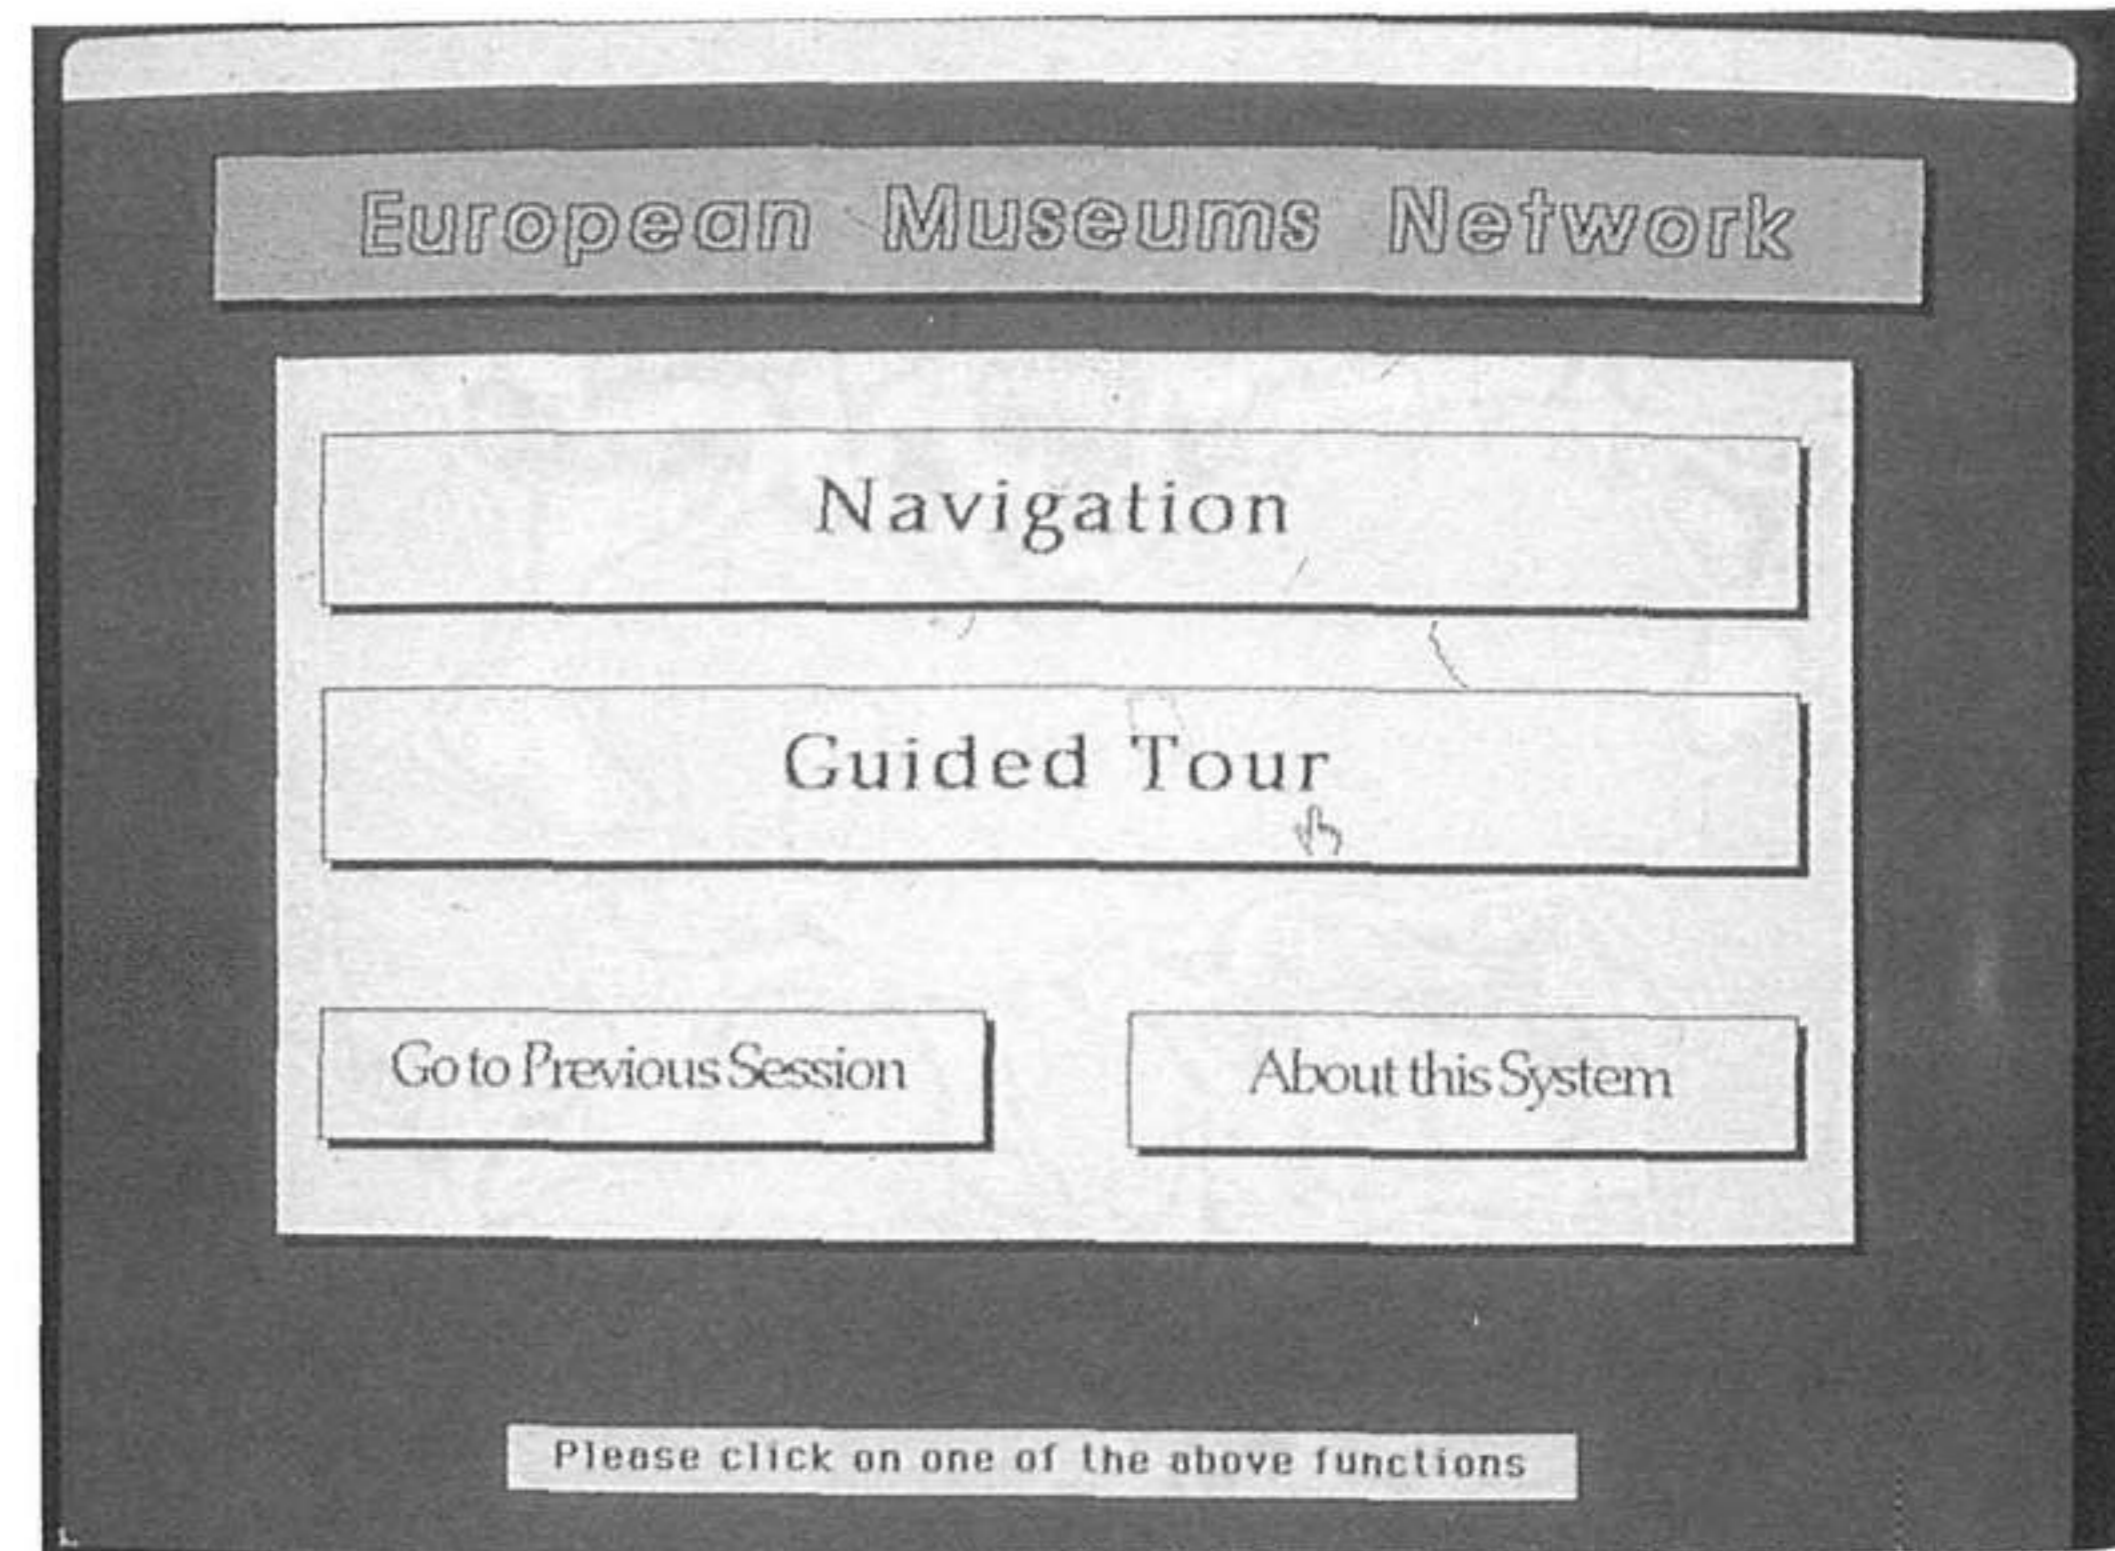 European Museums Network
Navigation
Guided Tour
Go to Previous Session
About this System
Please click on one of the above functions